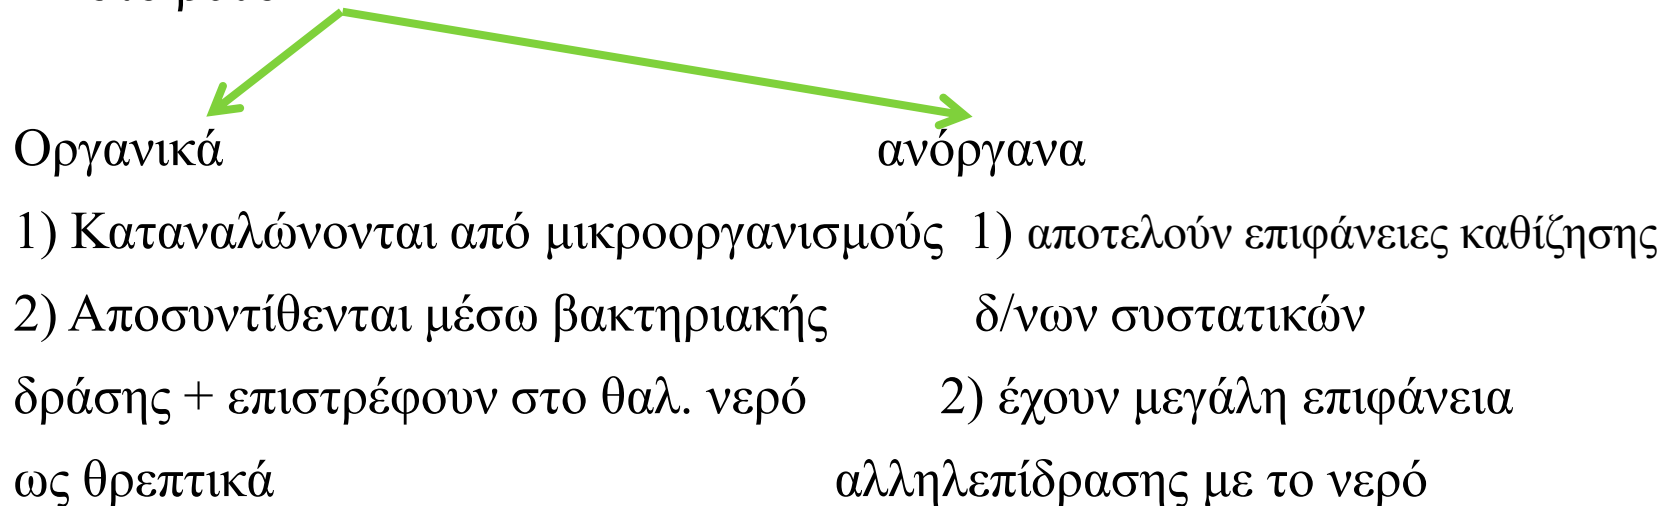 Οργανικά ανόργανα
1) Καταναλώνονται από μικροοργανισμούς 1) αποτελούν επιφάνειες καθίζησης
2) Αποσυντίθενται μέσω βακτηριακής δ/νων συστατικών
δράσης + επιστρέφουν στο θαλ. νερό 2) έχουν μεγάλη επιφάνεια
ως θρεπτικά αλληλεπίδρασης με το νερό